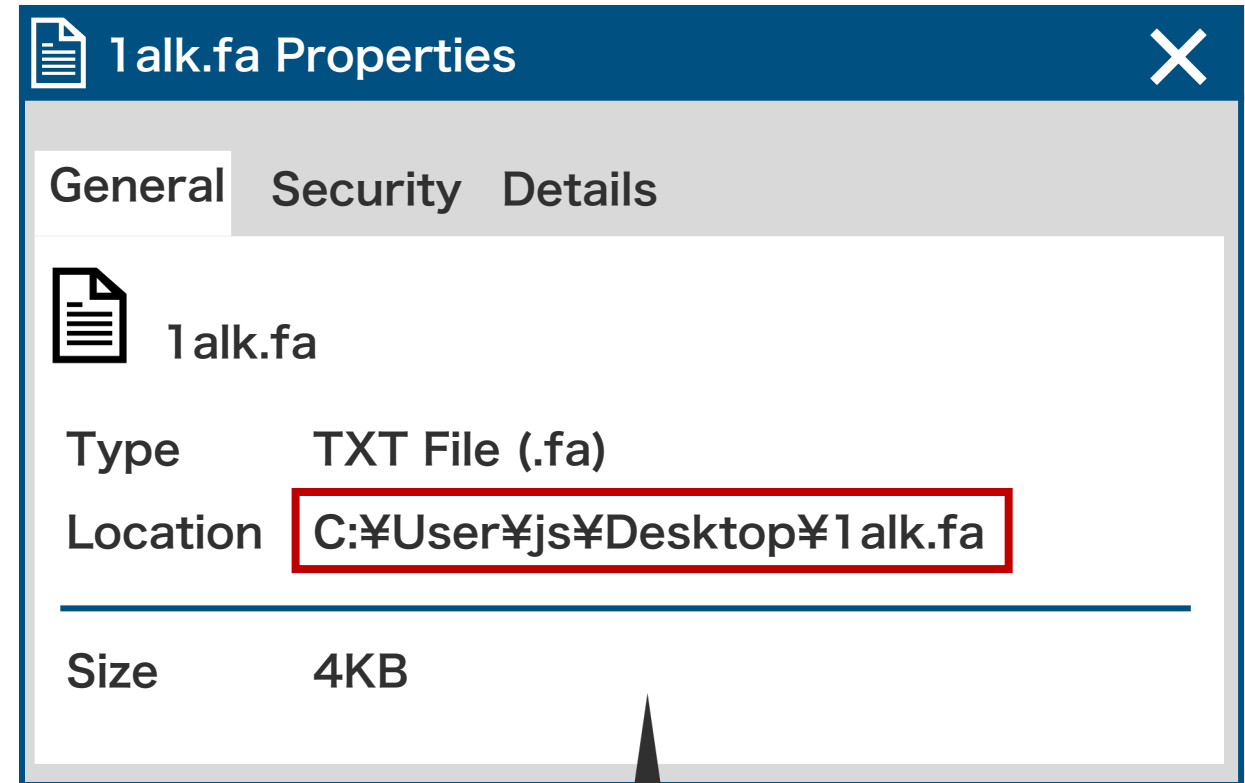 1alk.fa Properties
General Security Details
1alk.fa
Type TXT File (.fa)
Location C:¥User¥js¥Desktop¥1alk.fa
Size 4KB